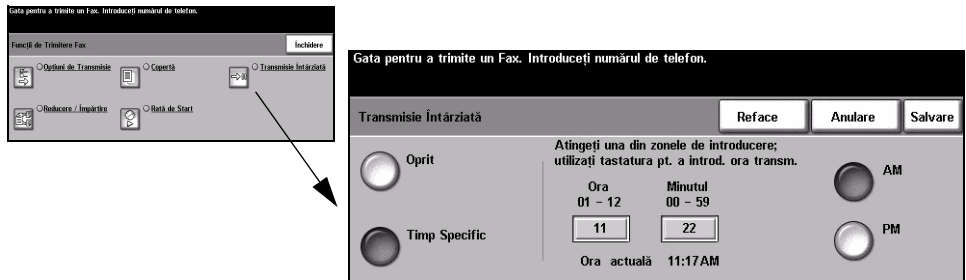 Gata pentru a trimite un Fax. Introduceți numărul de telefon.
Funcții de Trimitere Fax
Închidere
Opțiuni de Transmisie
Copertă
Transmisie Întârziată
Reducere / Împărțire
Rată de Start
Gata pentru a trimite un Fax. Introduceți numărul de telefon.
Transmisie Întârziată
Reface
Anulare
Salvare
Oprit
Timp Specific
Atingeți una din zonele de introducere;
utilizați tastatura pt. a introd. ora transm.
Ora
01 - 12
Minutul
00 - 59
11
22
Ora actuală 11:17AM
AM
PM